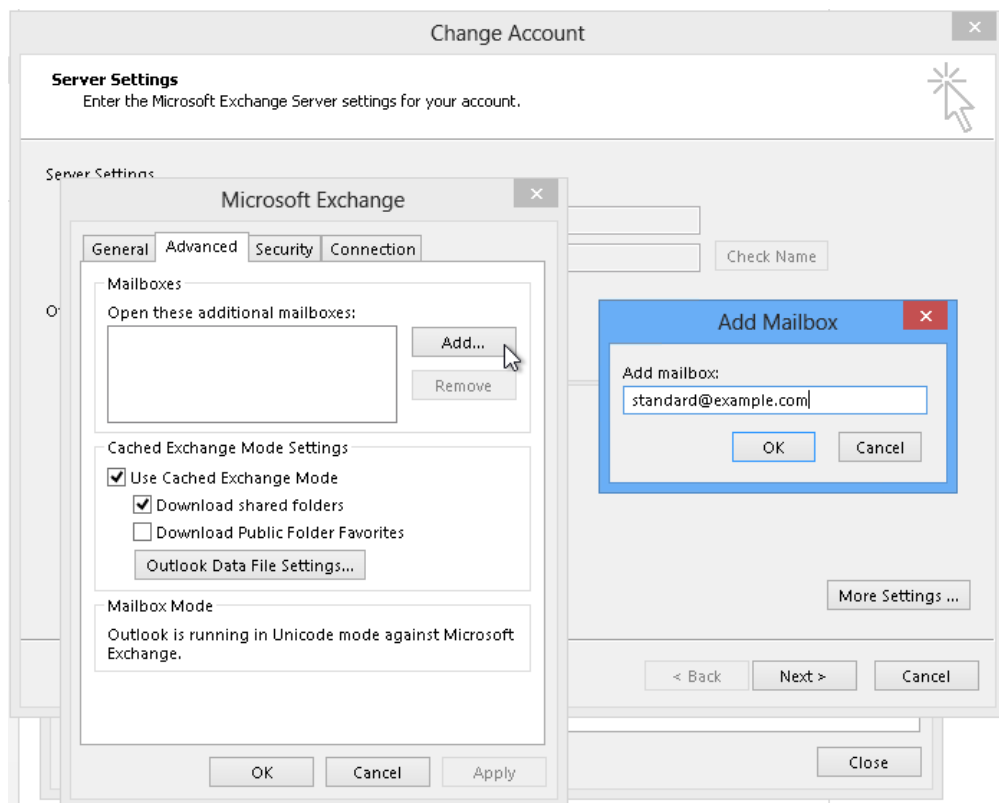 Change Account
Server Settings
Enter the Microsoft Exchange Server settings for your account.
Server Settings
Microsoft Exchange
General
Advanced
Security
Connection
Check Name
Mailboxes
Open these additional mailboxes:
Add...
Remove
Add Mailbox
Add mailbox:
standard@example.com
OK
Cancel
Cached Exchange Mode Settings
Use Cached Exchange Mode
Download shared folders
Download Public Folder Favorites
Outlook Data File Settings...
More Settings ...
Mailbox Mode
Outlook is running in Unicode mode against Microsoft
Exchange.
< Back
Next >
Cancel
OK
Cancel
Apply
Close